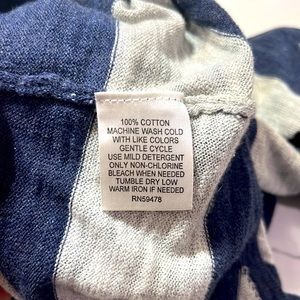 100% COTTON
MACHINE WASH COLD
WITH LIKE COLORS
GENTLE CYCLE
USE MILD DETERGENT
ONLY NON-CHLORINE
BLEACH WHEN NEEDED
TUMBLE DRY LOW
WARM IRON IF NEEDED
RN59478